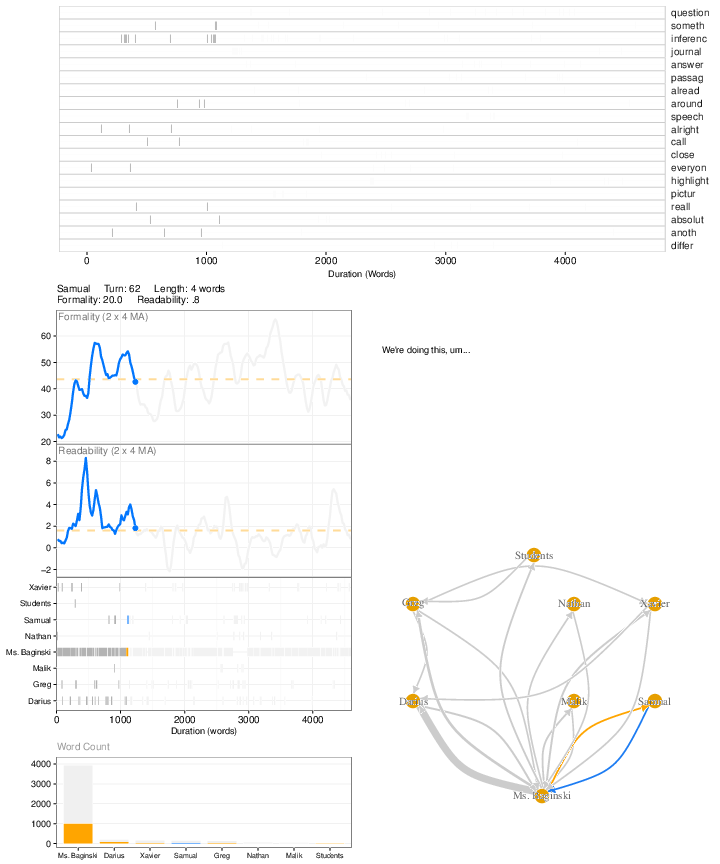 question
someth
inferenc
journal
answer
passag
alread
around
speech
alright
call
close
everyon
highlight
pictur
reall
absolut
anoth
differ
0 1000 2000 3000 4000
Duration (Words)
Samual Turn: 62 Length: 4 words
Formality: 20.0 Readability: .8
Formality (2 x 4 MA)
60
50
40
30
20
We're doing this, um...
Readability (2 x 4 MA)
8
6
4
2
0
−2
Xavier
Students
Samual
Nathan
Ms. Baginski
Malik
Greg
Darius
0 1000 2000 3000 4000
Duration (words)
Students
Greg Nathan Xavier
Darius Malik Samual
Ms. Baginski
Word Count
4000
3000
2000
1000
0
Ms. Baginski Darius Xavier Samual Greg Nathan Malik Students